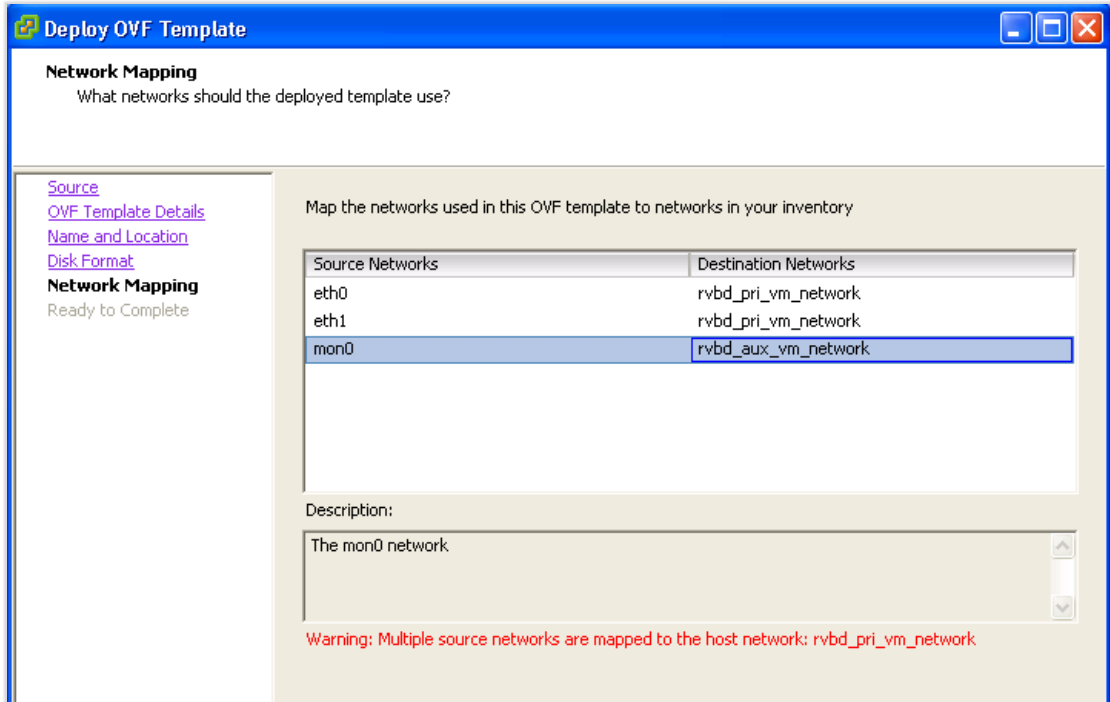 Deploy OVF Template
Network Mapping
What networks should the deployed template use?
Source
OVF Template Details
Name and Location
Disk Format
Network Mapping
Ready to Complete
Map the networks used in this OVF template to networks in your inventory
Source Networks Destination Networks
eth0 rvbd_pri_vm_network
eth1 rvbd_pri_vm_network
mon0 rvbd_aux_vm_network
Description:
The mon0 network
Warning: Multiple source networks are mapped to the host network: rvbd_pri_vm_network